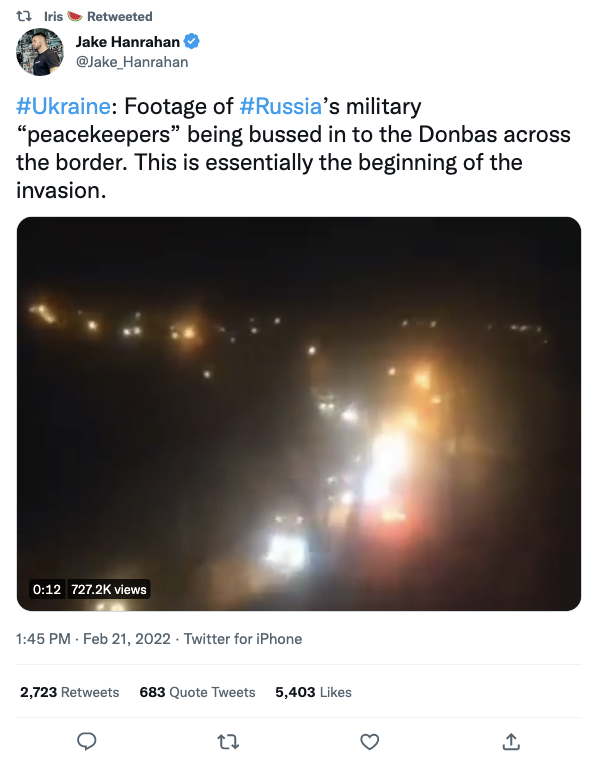 Iris 🍉 Retweeted
Jake Hanrahan
@Jake_Hanrahan
#Ukraine: Footage of #Russia’s military
“peacekeepers” being bussed in to the Donbas across
the border. This is essentially the beginning of the
invasion.
0:12 727.2K views
1:45 PM · Feb 21, 2022 · Twitter for iPhone
2,723 Retweets 683 Quote Tweets 5,403 Likes